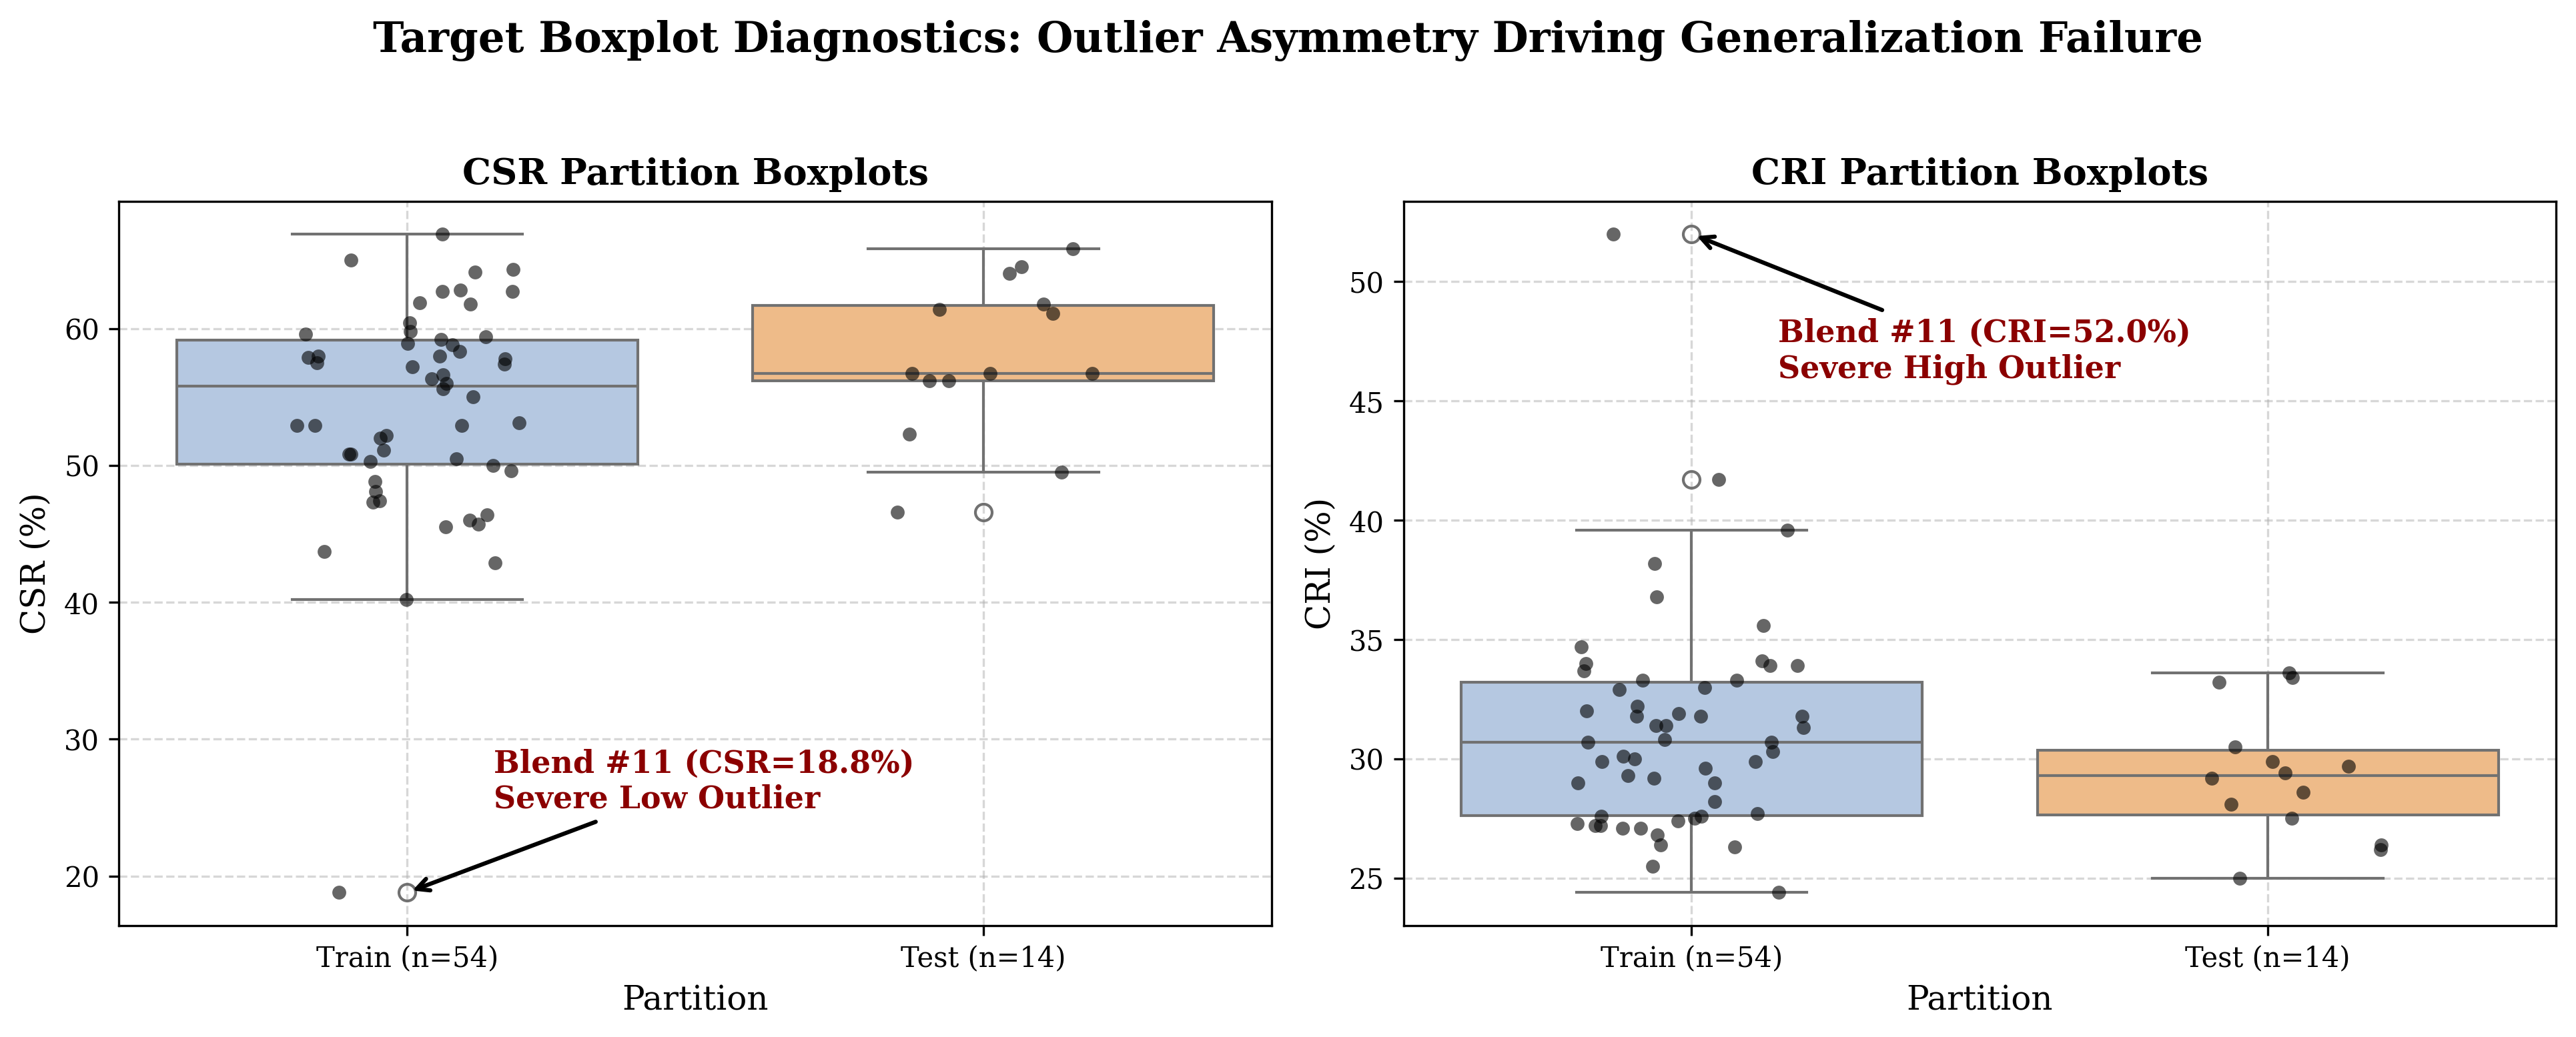 Target Boxplot Diagnostics: Outlier Asymmetry Driving Generalization Failure
CSR Partition Boxplots
CSR (%)
60
50
40
30
20
Blend #11 (CSR=18.8%)
Severe Low Outlier
Train (n=54)
Test (n=14)
Partition
CRI Partition Boxplots
CRI (%)
50
45
40
35
30
25
Blend #11 (CRI=52.0%)
Severe High Outlier
Train (n=54)
Test (n=14)
Partition